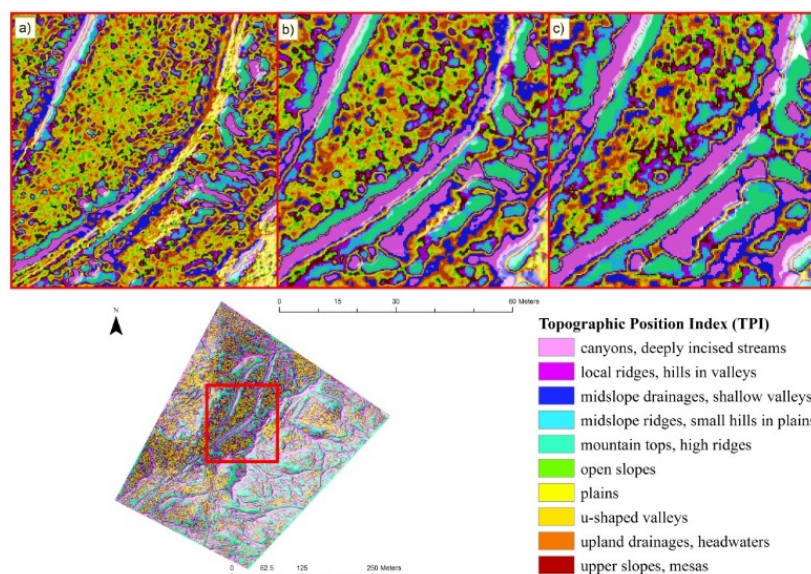 a)
b)
c)
0 15 30 60 Meters
N
Topographic Position Index (TPI)
canyons, deeply incised streams
local ridges, hills in valleys
midslope drainages, shallow valleys
midslope ridges, small hills in plains
mountain tops, high ridges
open slopes
plains
u-shaped valleys
upland drainages, headwaters
upper slopes, mesas
0 62.5 125 250 Meters